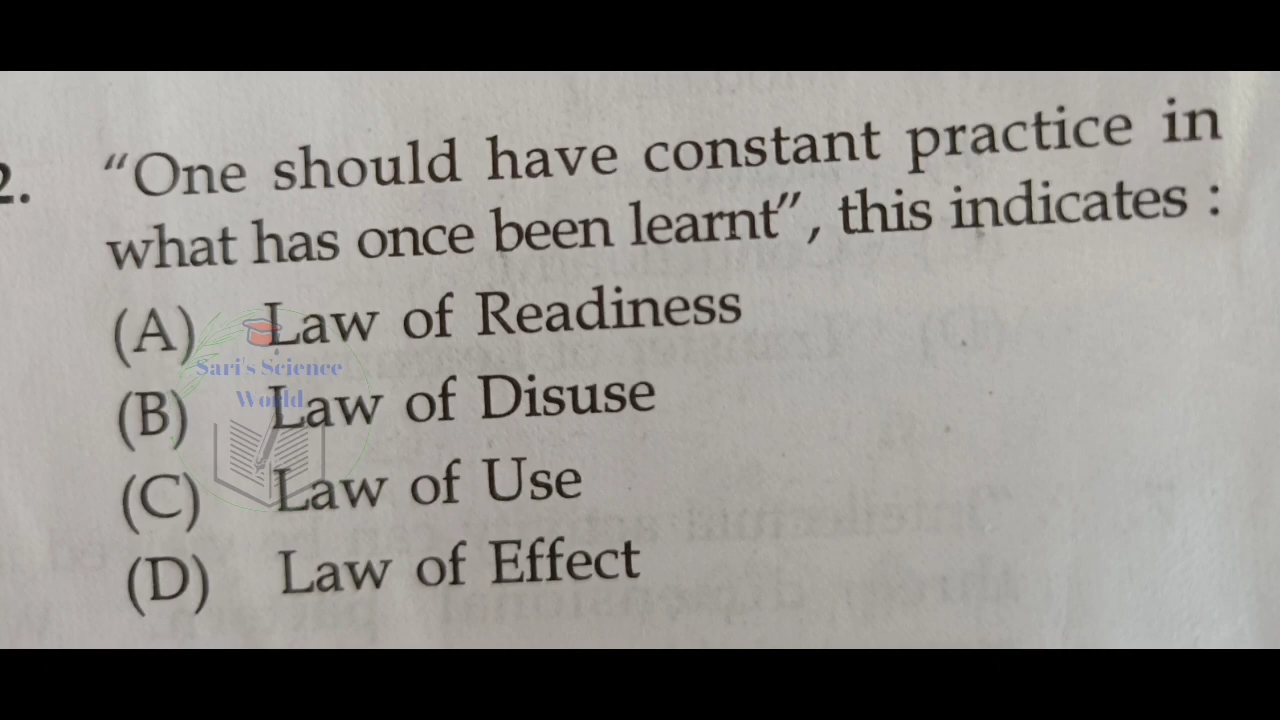 2. "One should have constant practice in
what has once been learnt", this indicates :
(A) Law of Readiness
(B) Law of Disuse
(C) Law of Use
(D) Law of Effect
Sari's Science
World